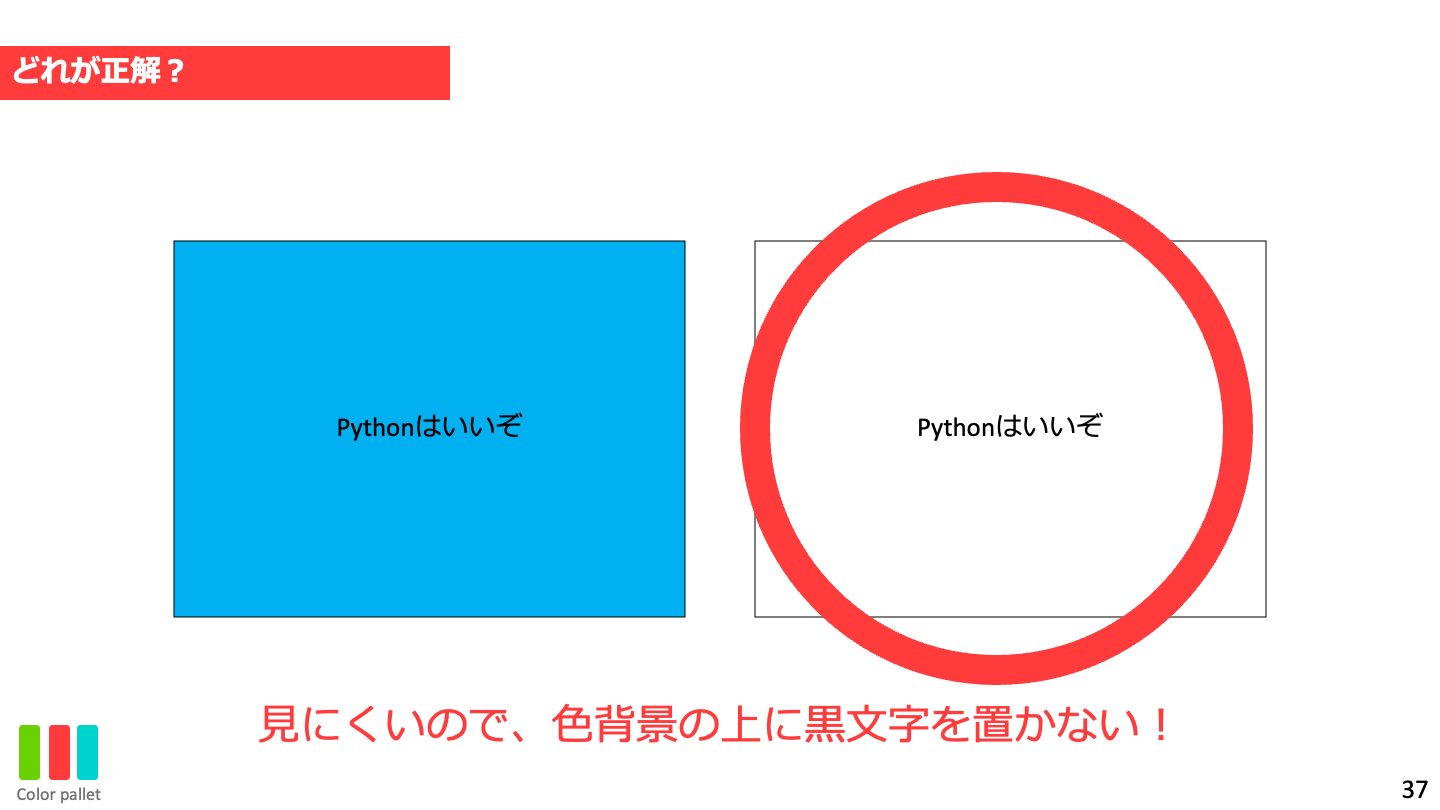 どれが正解？
Pythonはいいぞ
Pythonはいいぞ
見にくいので、色背景の上に黒文字を置かない！
Color pallet
37